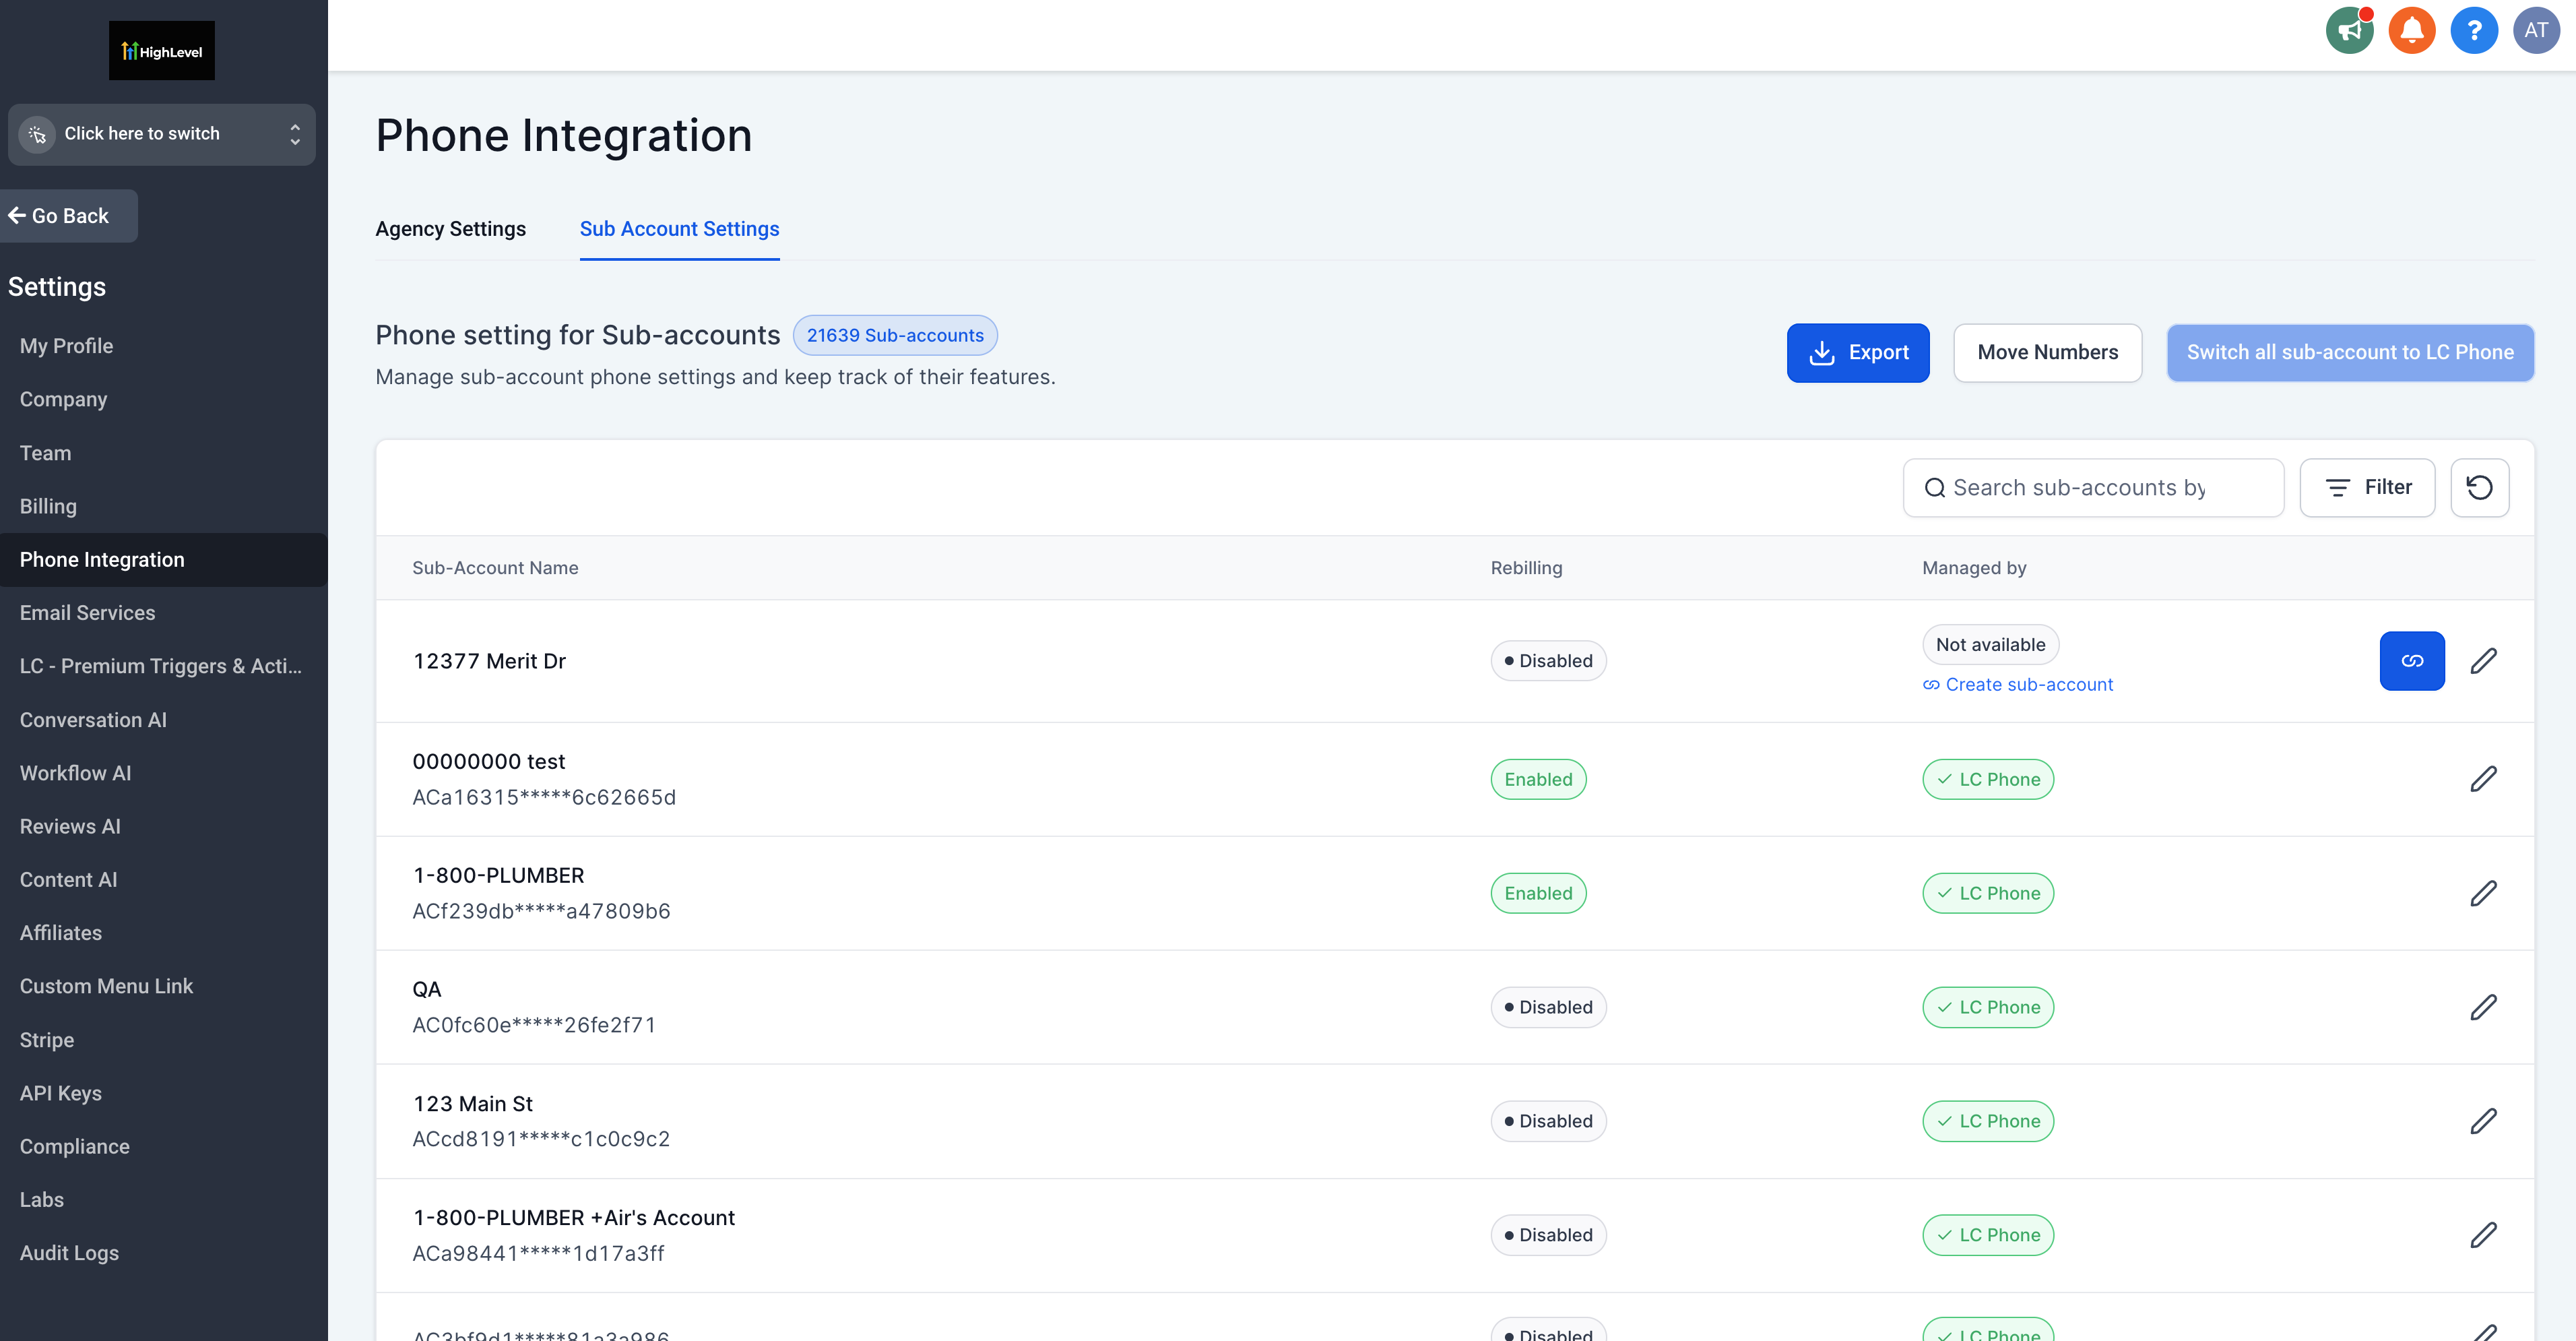 HighLevel
Click here to switch
Go Back
Settings
My Profile
Company
Team
Billing
Phone Integration
Email Services
LC - Premium Triggers & Acti...
Conversation AI
Workflow AI
Reviews AI
Content AI
Affiliates
Custom Menu Link
Stripe
API Keys
Compliance
Labs
Audit Logs
?
AT
Phone Integration
Agency Settings
Sub Account Settings
Phone setting for Sub-accounts
21639 Sub-accounts
Manage sub-account phone settings and keep track of their features.
Export
Move Numbers
Switch all sub-account to LC Phone
Search sub-accounts by
Filter
Sub-Account Name
Rebilling
Managed by
12377 Merit Dr
Disabled
Not available
Create sub-account
00000000 test
ACa16315*****6c62665d
Enabled
LC Phone
1-800-PLUMBER
ACf239db*****a47809b6
Enabled
LC Phone
QA
AC0fc60e*****26fe2f71
Disabled
LC Phone
123 Main St
ACcd8191*****c1c0c9c2
Disabled
LC Phone
1-800-PLUMBER +Air's Account
ACa98441*****1d17a3ff
Disabled
LC Phone
AC3bf9d1*****81a3a986
Disabled
LC Phone